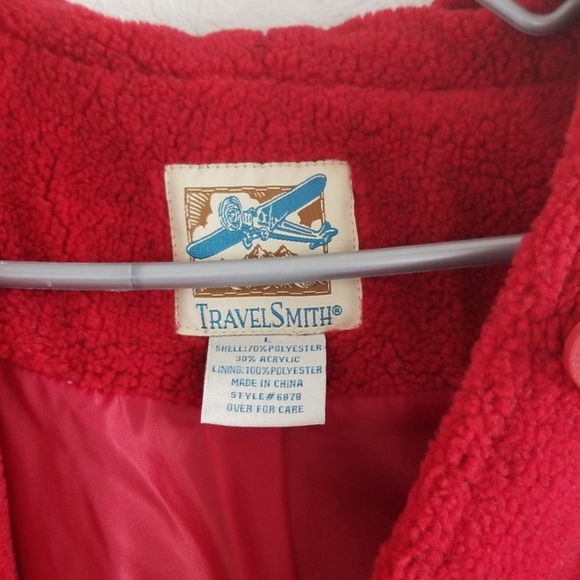 TRAVELSMITH®
L
SHELL:70%POLYESTER
30% ACRYLIC
LINING:100%POLYESTER
MADE IN CHINA
STYLE#6878
OVER FOR CARE